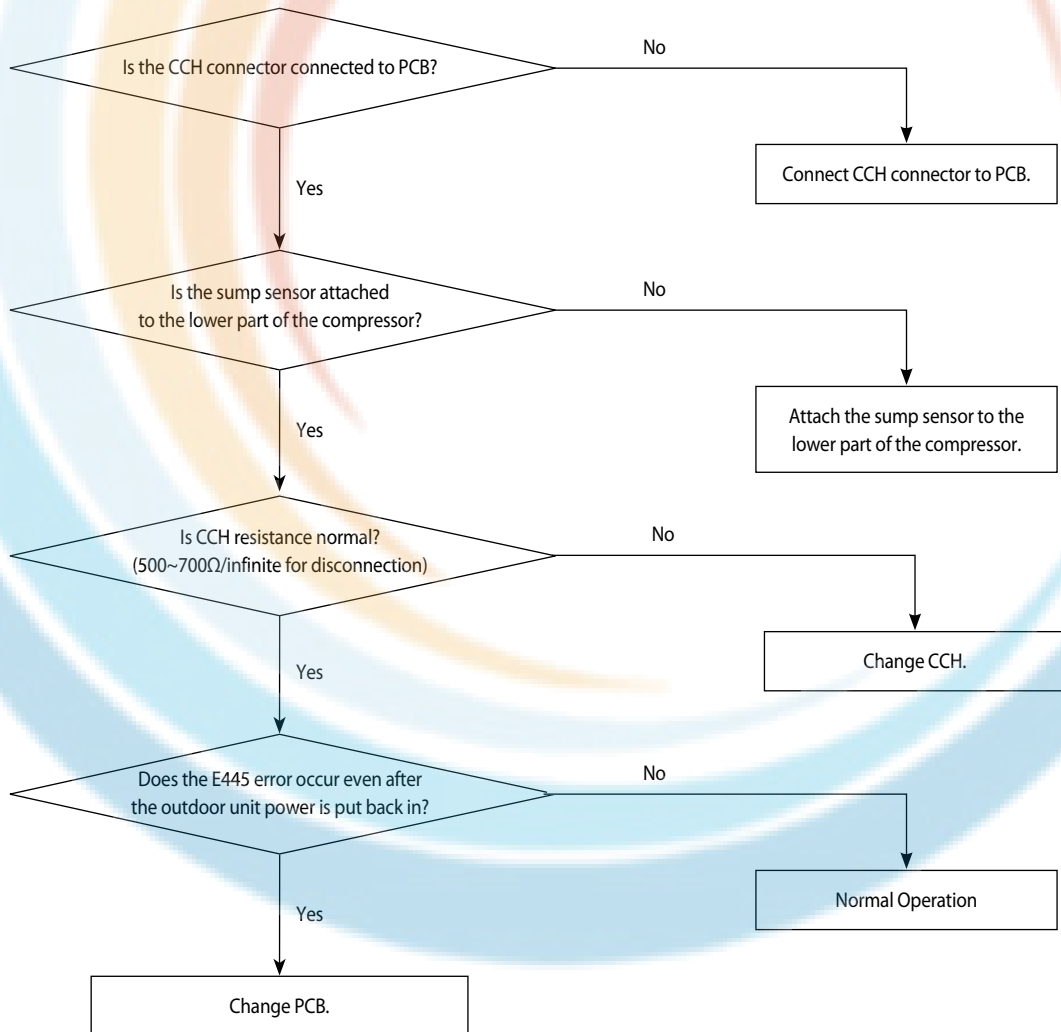 Is the CCH connector connected to PCB?
No
Connect CCH connector to PCB.
Yes
Is the sump sensor attached
to the lower part of the compressor?
No
Attach the sump sensor to the
lower part of the compressor.
Yes
Is CCH resistance normal?
(500~700Ω/infinite for disconnection)
No
Change CCH.
Yes
Does the E445 error occur even after
the outdoor unit power is put back in?
No
Normal Operation
Yes
Change PCB.